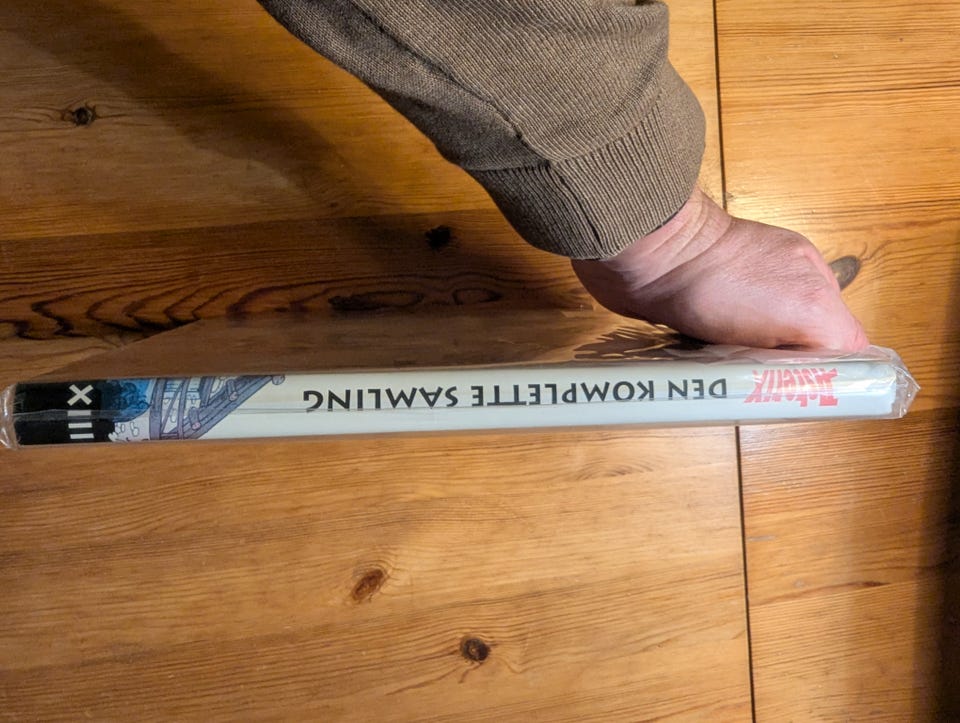 Asterix
DEN KOMPLETTE SAMLING
XIII